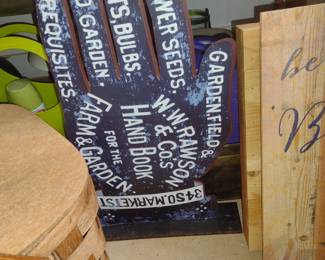 REQUISITES
GARDEN.
TS, BULBS.
WER SEEDS.
GARDEN, FIELD &
W.W. RAWSON
& CO.S
HAND BOOK
FOR THE
FARM & GARDEN
34 SO. MARKET ST
be
B